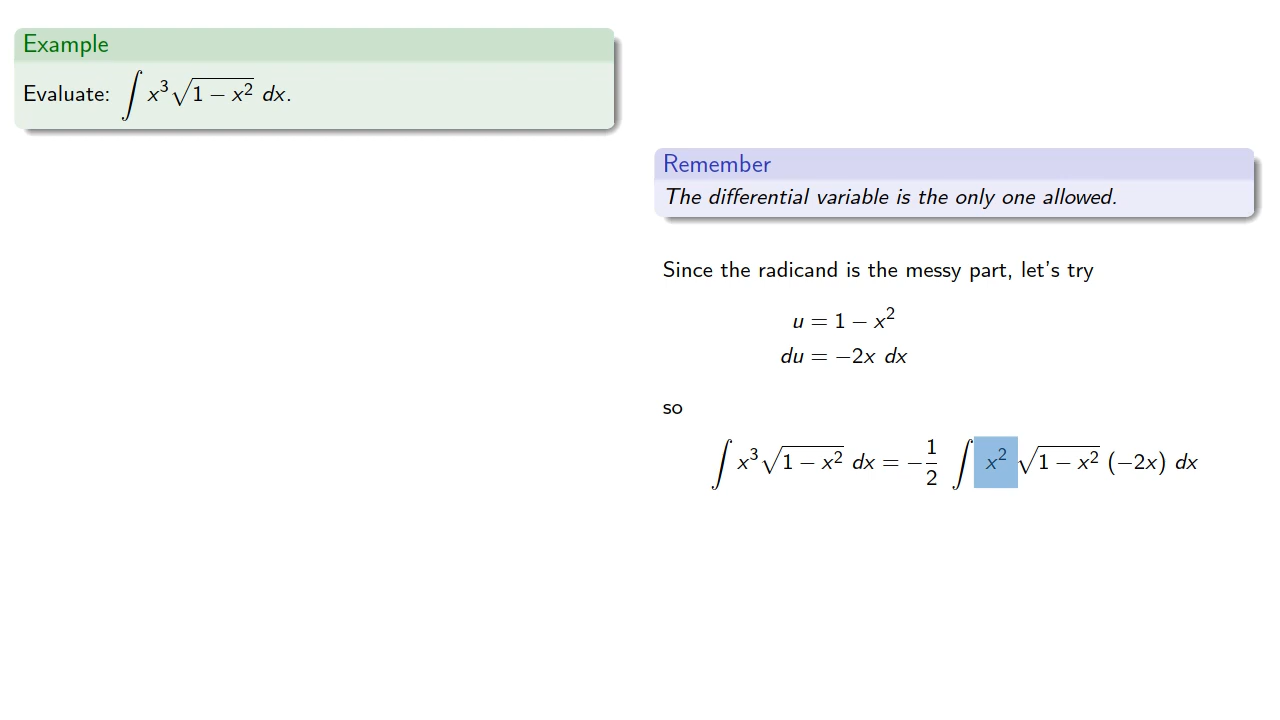 Example
Evaluate: ∫ x³√(1 − x²) dx.
Remember
The differential variable is the only one allowed.
Since the radicand is the messy part, let’s try
u = 1 − x²
du = −2x dx
so
∫ x³√(1 − x²) dx = −1/2 ∫ x² √(1 − x²) (−2x) dx